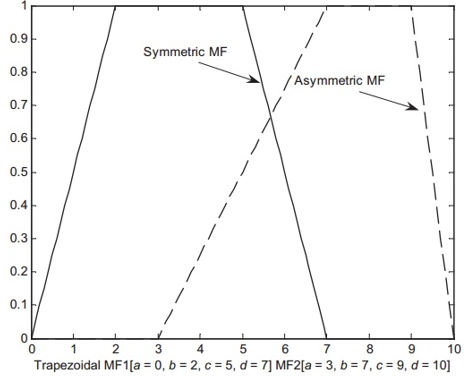 1
0.9
0.8
0.7
0.6
0.5
0.4
0.3
0.2
0.1
0
Symmetric MF
Asymmetric MF
0 1 2 3 4 5 6 7 8 9 10
Trapezoidal MF1[a = 0, b = 2, c = 5, d = 7] MF2[a = 3, b = 7, c = 9, d = 10]